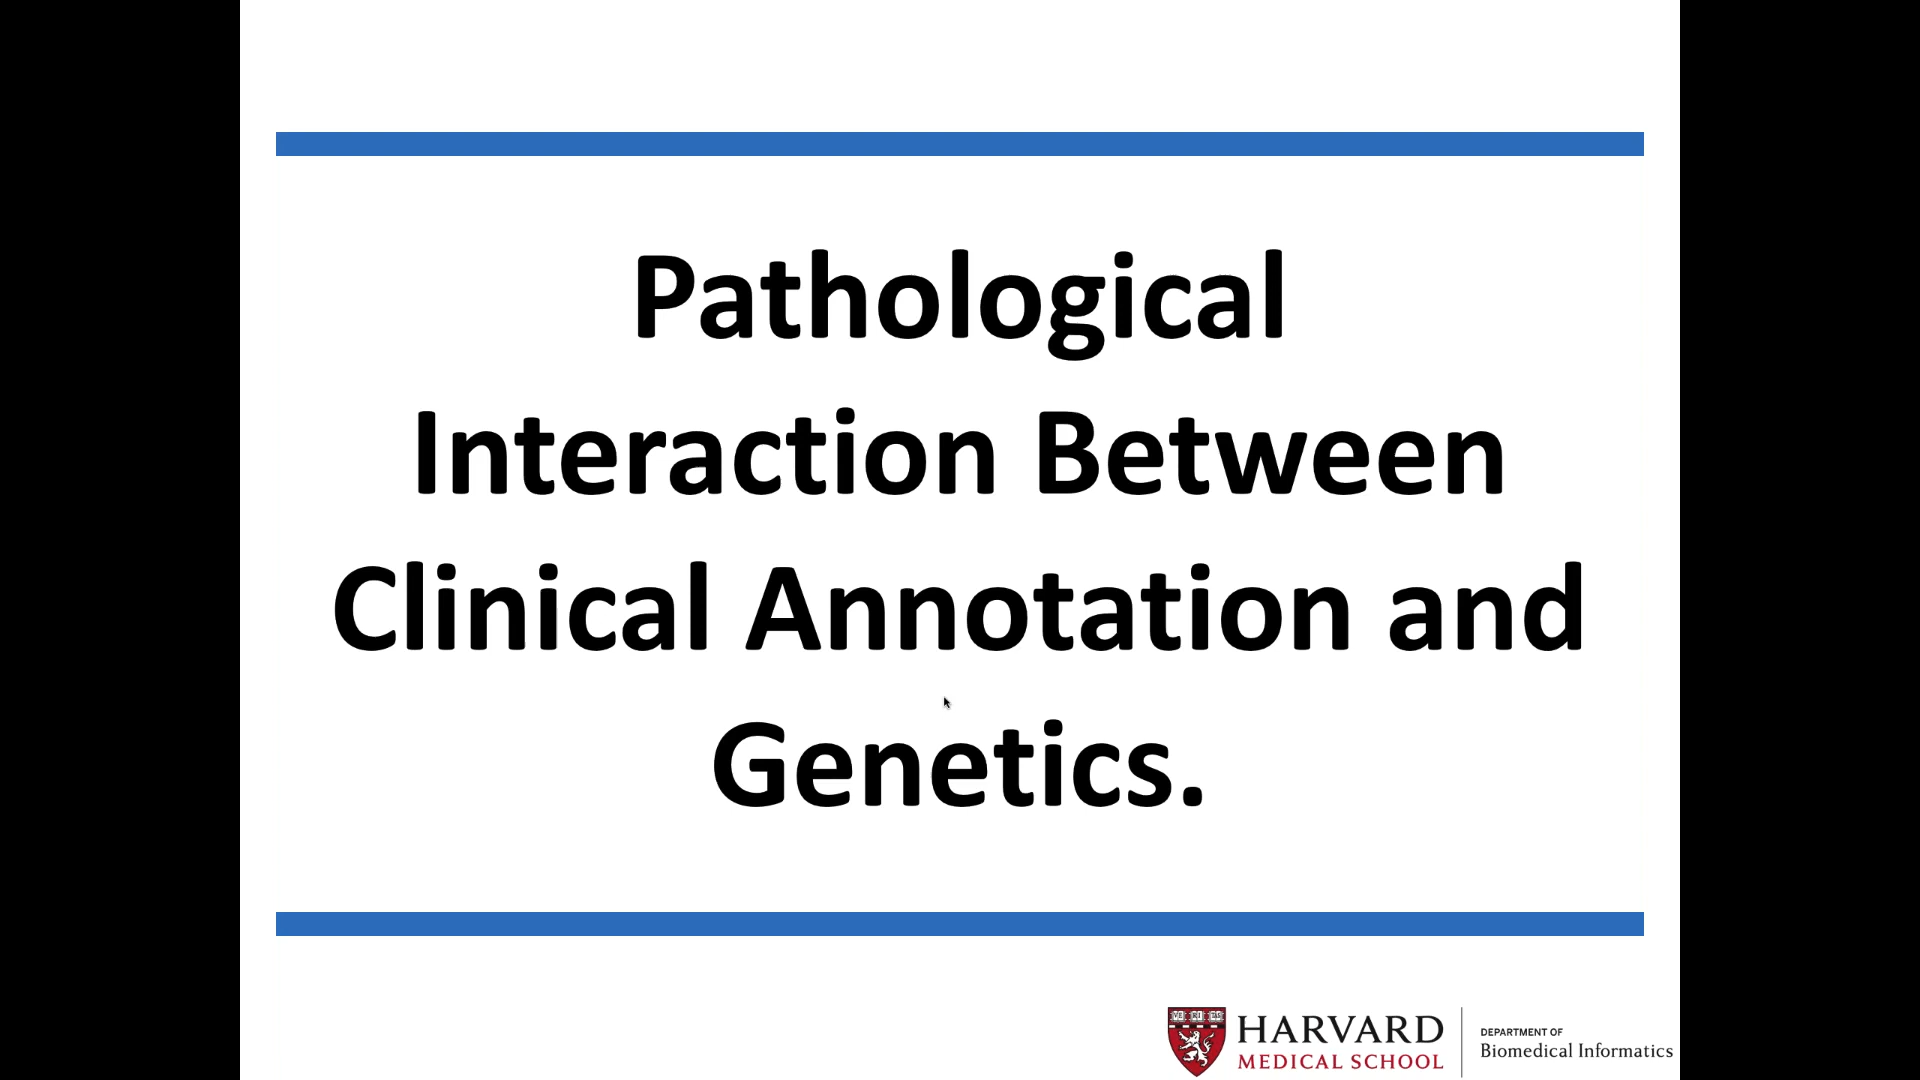 Pathological
Interaction Between
Clinical Annotation and
Genetics.
HARVARD
MEDICAL SCHOOL
DEPARTMENT OF
Biomedical Informatics